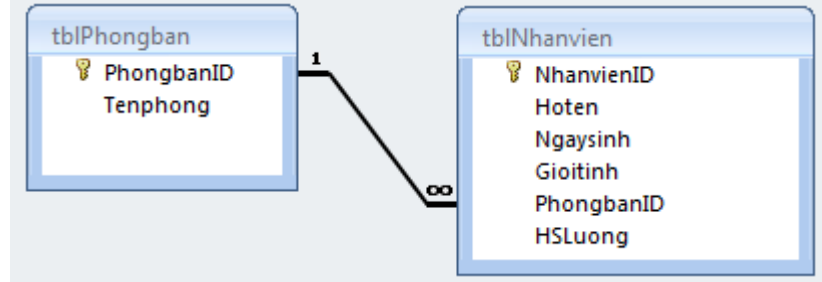 tblPhongban
PhongbanID
Tenphong
1
∞
tblNhanvien
NhanvienID
Hoten
Ngaysinh
Gioitinh
PhongbanID
HSLuong